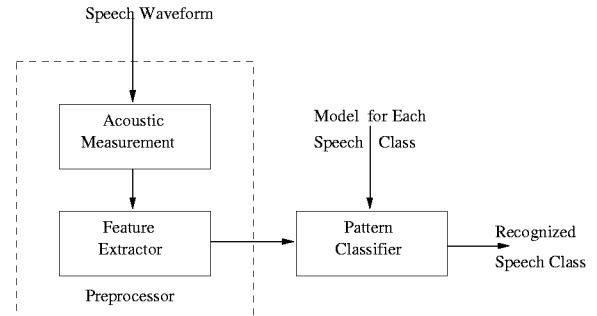 Speech Waveform
Acoustic
Measurement
Model for Each
Speech Class
Feature
Extractor
Pattern
Classifier
Recognized
Speech Class
Preprocessor